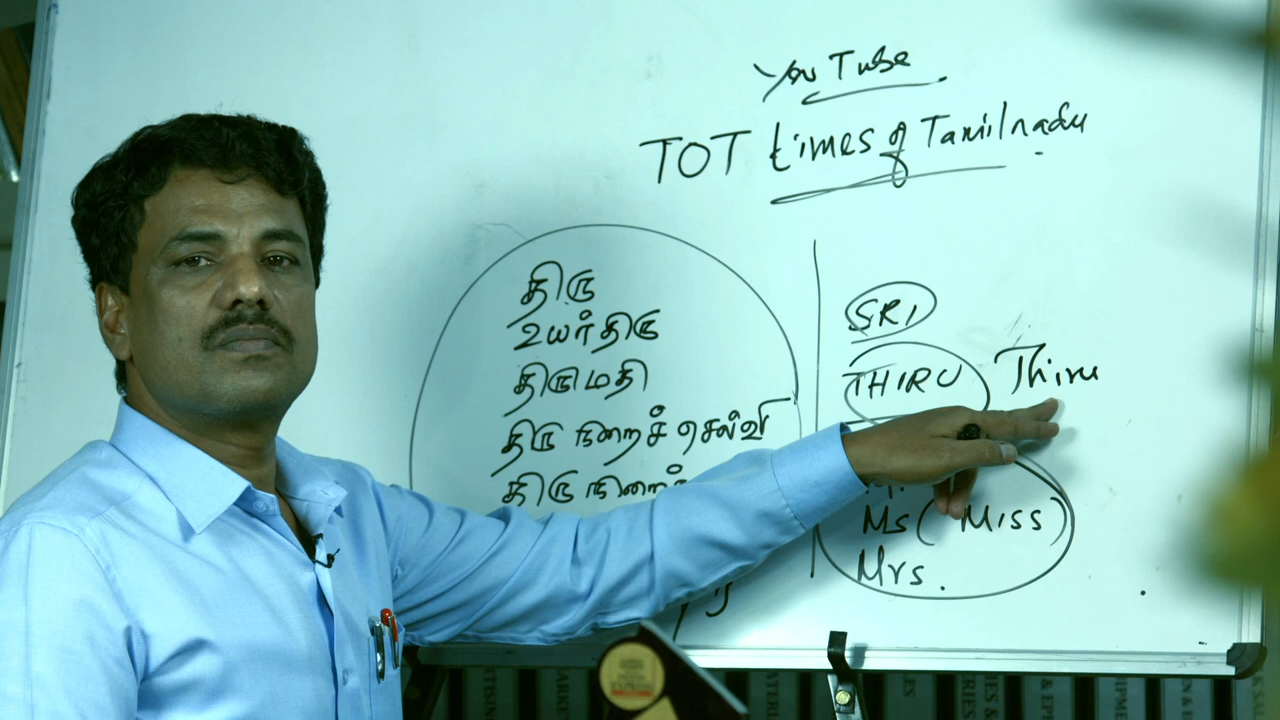 You Tube
TOT times of Tamilnadu
திரு
உயர்திரு
திருமதி
திரு நிறைச் செல்வி
திரு நிறைச்
SRI
THIRU Thiru
Ms ( Miss )
Mrs.